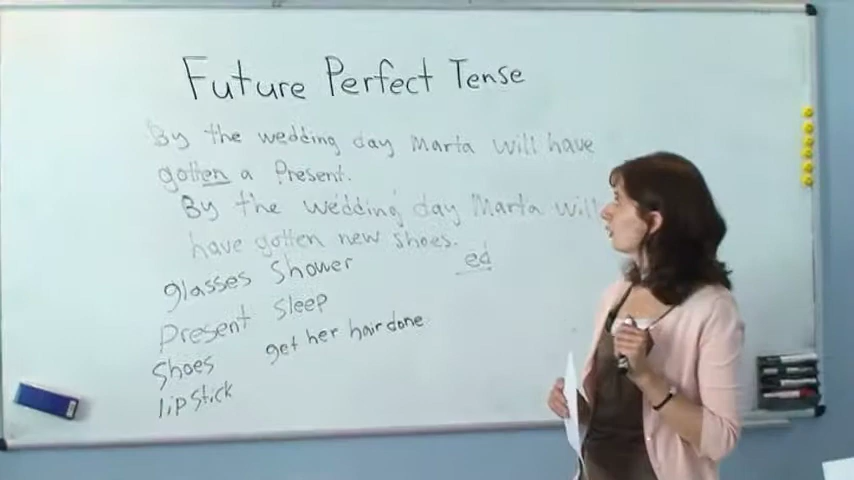 Future Perfect Tense
By the wedding day Marta will have
gotten a Present.
By the wedding day Marta will
have gotten new shoes.
ed
glasses Shower
Present Sleep
Shoes get her hair done
lipstick